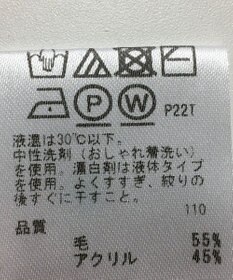 P
W
P22T
液温は30℃以下。
中性洗剤(おしゃれ着洗い)
を使用。漂白剤は液体タイプ
を使用。よくすすぎ、絞りの
後すぐに干すこと。
110
品質
毛 55%
アクリル 45%